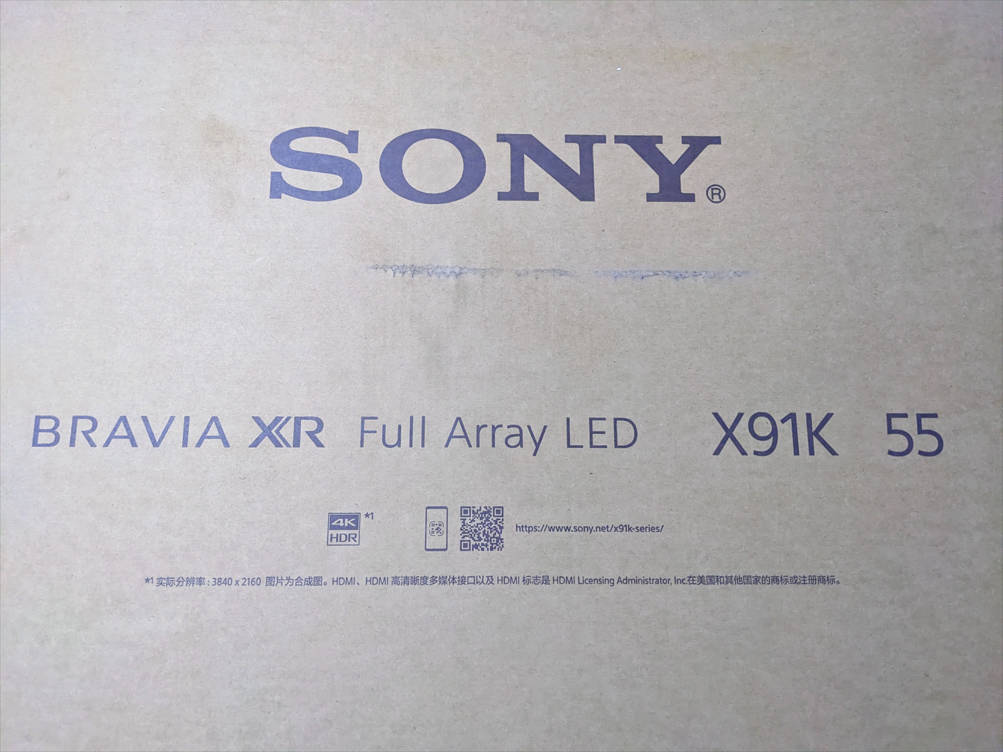 SONY®
BRAVIA XR Full Array LED X91K 55
4K HDR *1
https://www.sony.net/x91k-series/
*1 实际分辨率 : 3840 x 2160 图片为合成图。HDMI、HDMI 高清晰度多媒体接口以及 HDMI 标志是 HDMI Licensing Administrator, Inc.在美国和其他国家的商标或注册商标。